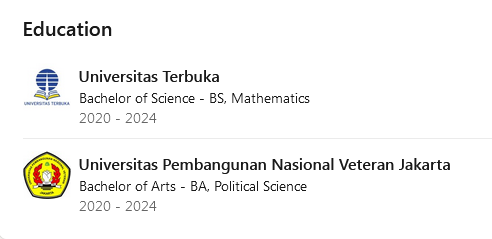 Education
Universitas Terbuka
UNIVERSITAS TERBUKA
Bachelor of Science - BS, Mathematics
2020 - 2024
Universitas Pembangunan Nasional Veteran Jakarta
Bachelor of Arts - BA, Political Science
JAKARTA
2020 - 2024